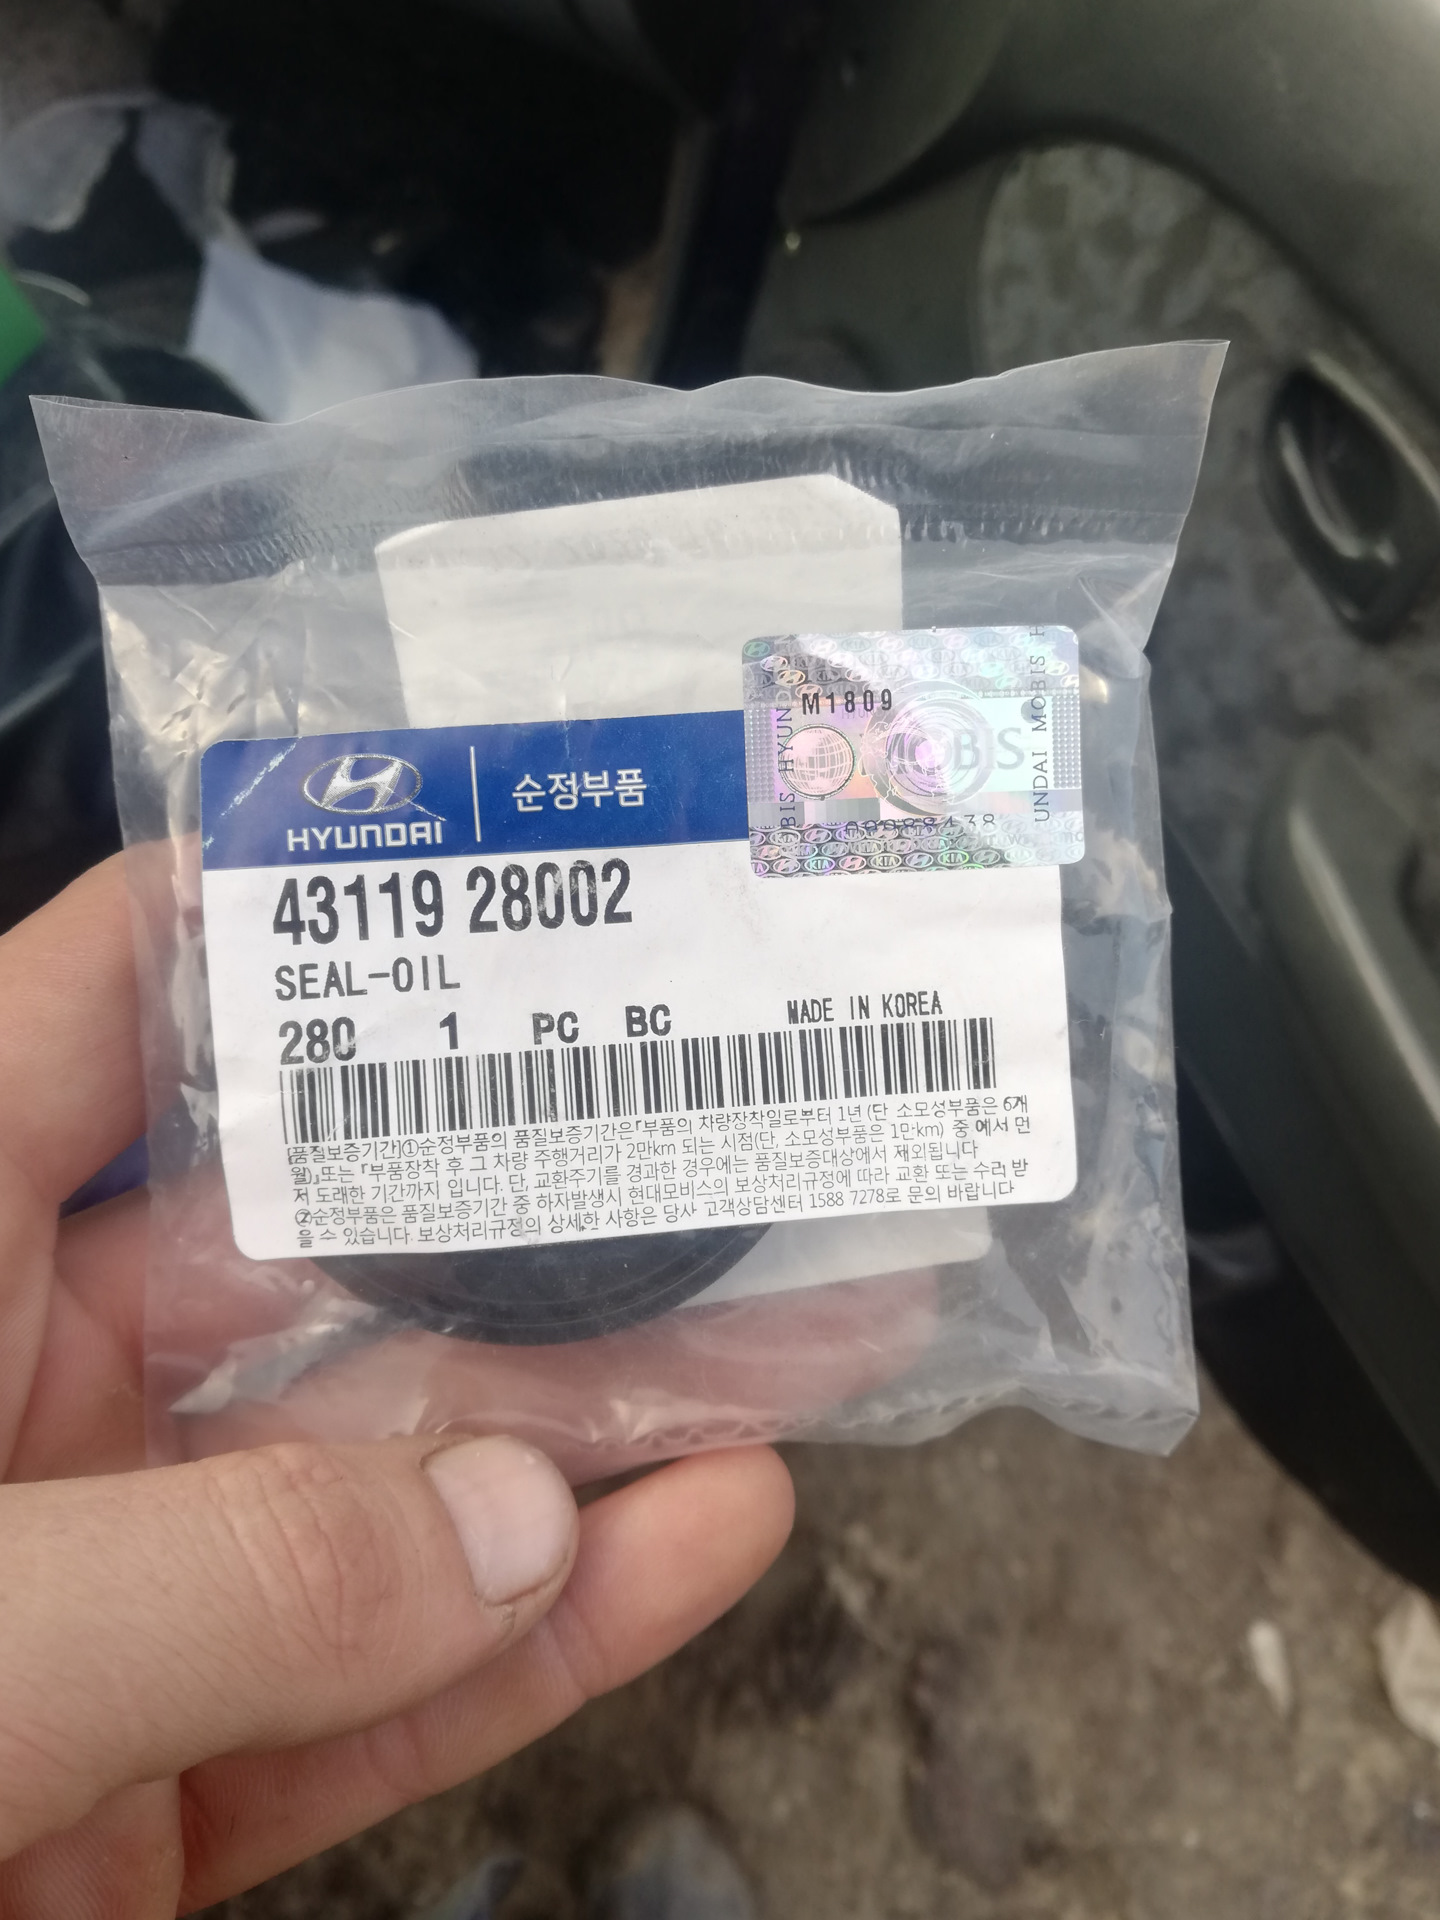 M1809
MOBIS
HYUNDAI
순정부품
43119 28002
SEAL-OIL
280 1 PC BC MADE IN KOREA
[품질보증기간]①순정부품의 품질보증기간은「부품의 차량장착일로부터 1년(단 소모성부품은 6개
월)」또는 「부품장착 후 그 차량 주행거리가 2만km 되는 시점(단, 소모성부품은 1만km) 중 에서 먼
저 도래한 기간까지 입니다. 단, 교환주기를 경과한 경우에는 품질보증대상에서 제외됩니다
②순정부품은 품질보증기간 중 하자발생시 현대모비스의 보상처리규정에 따라 교환 또는 수리 받
을 수 있습니다. 보상처리규정의 상세한 사항은 당사 고객상담센터 1588 7278로 문의 바랍니다